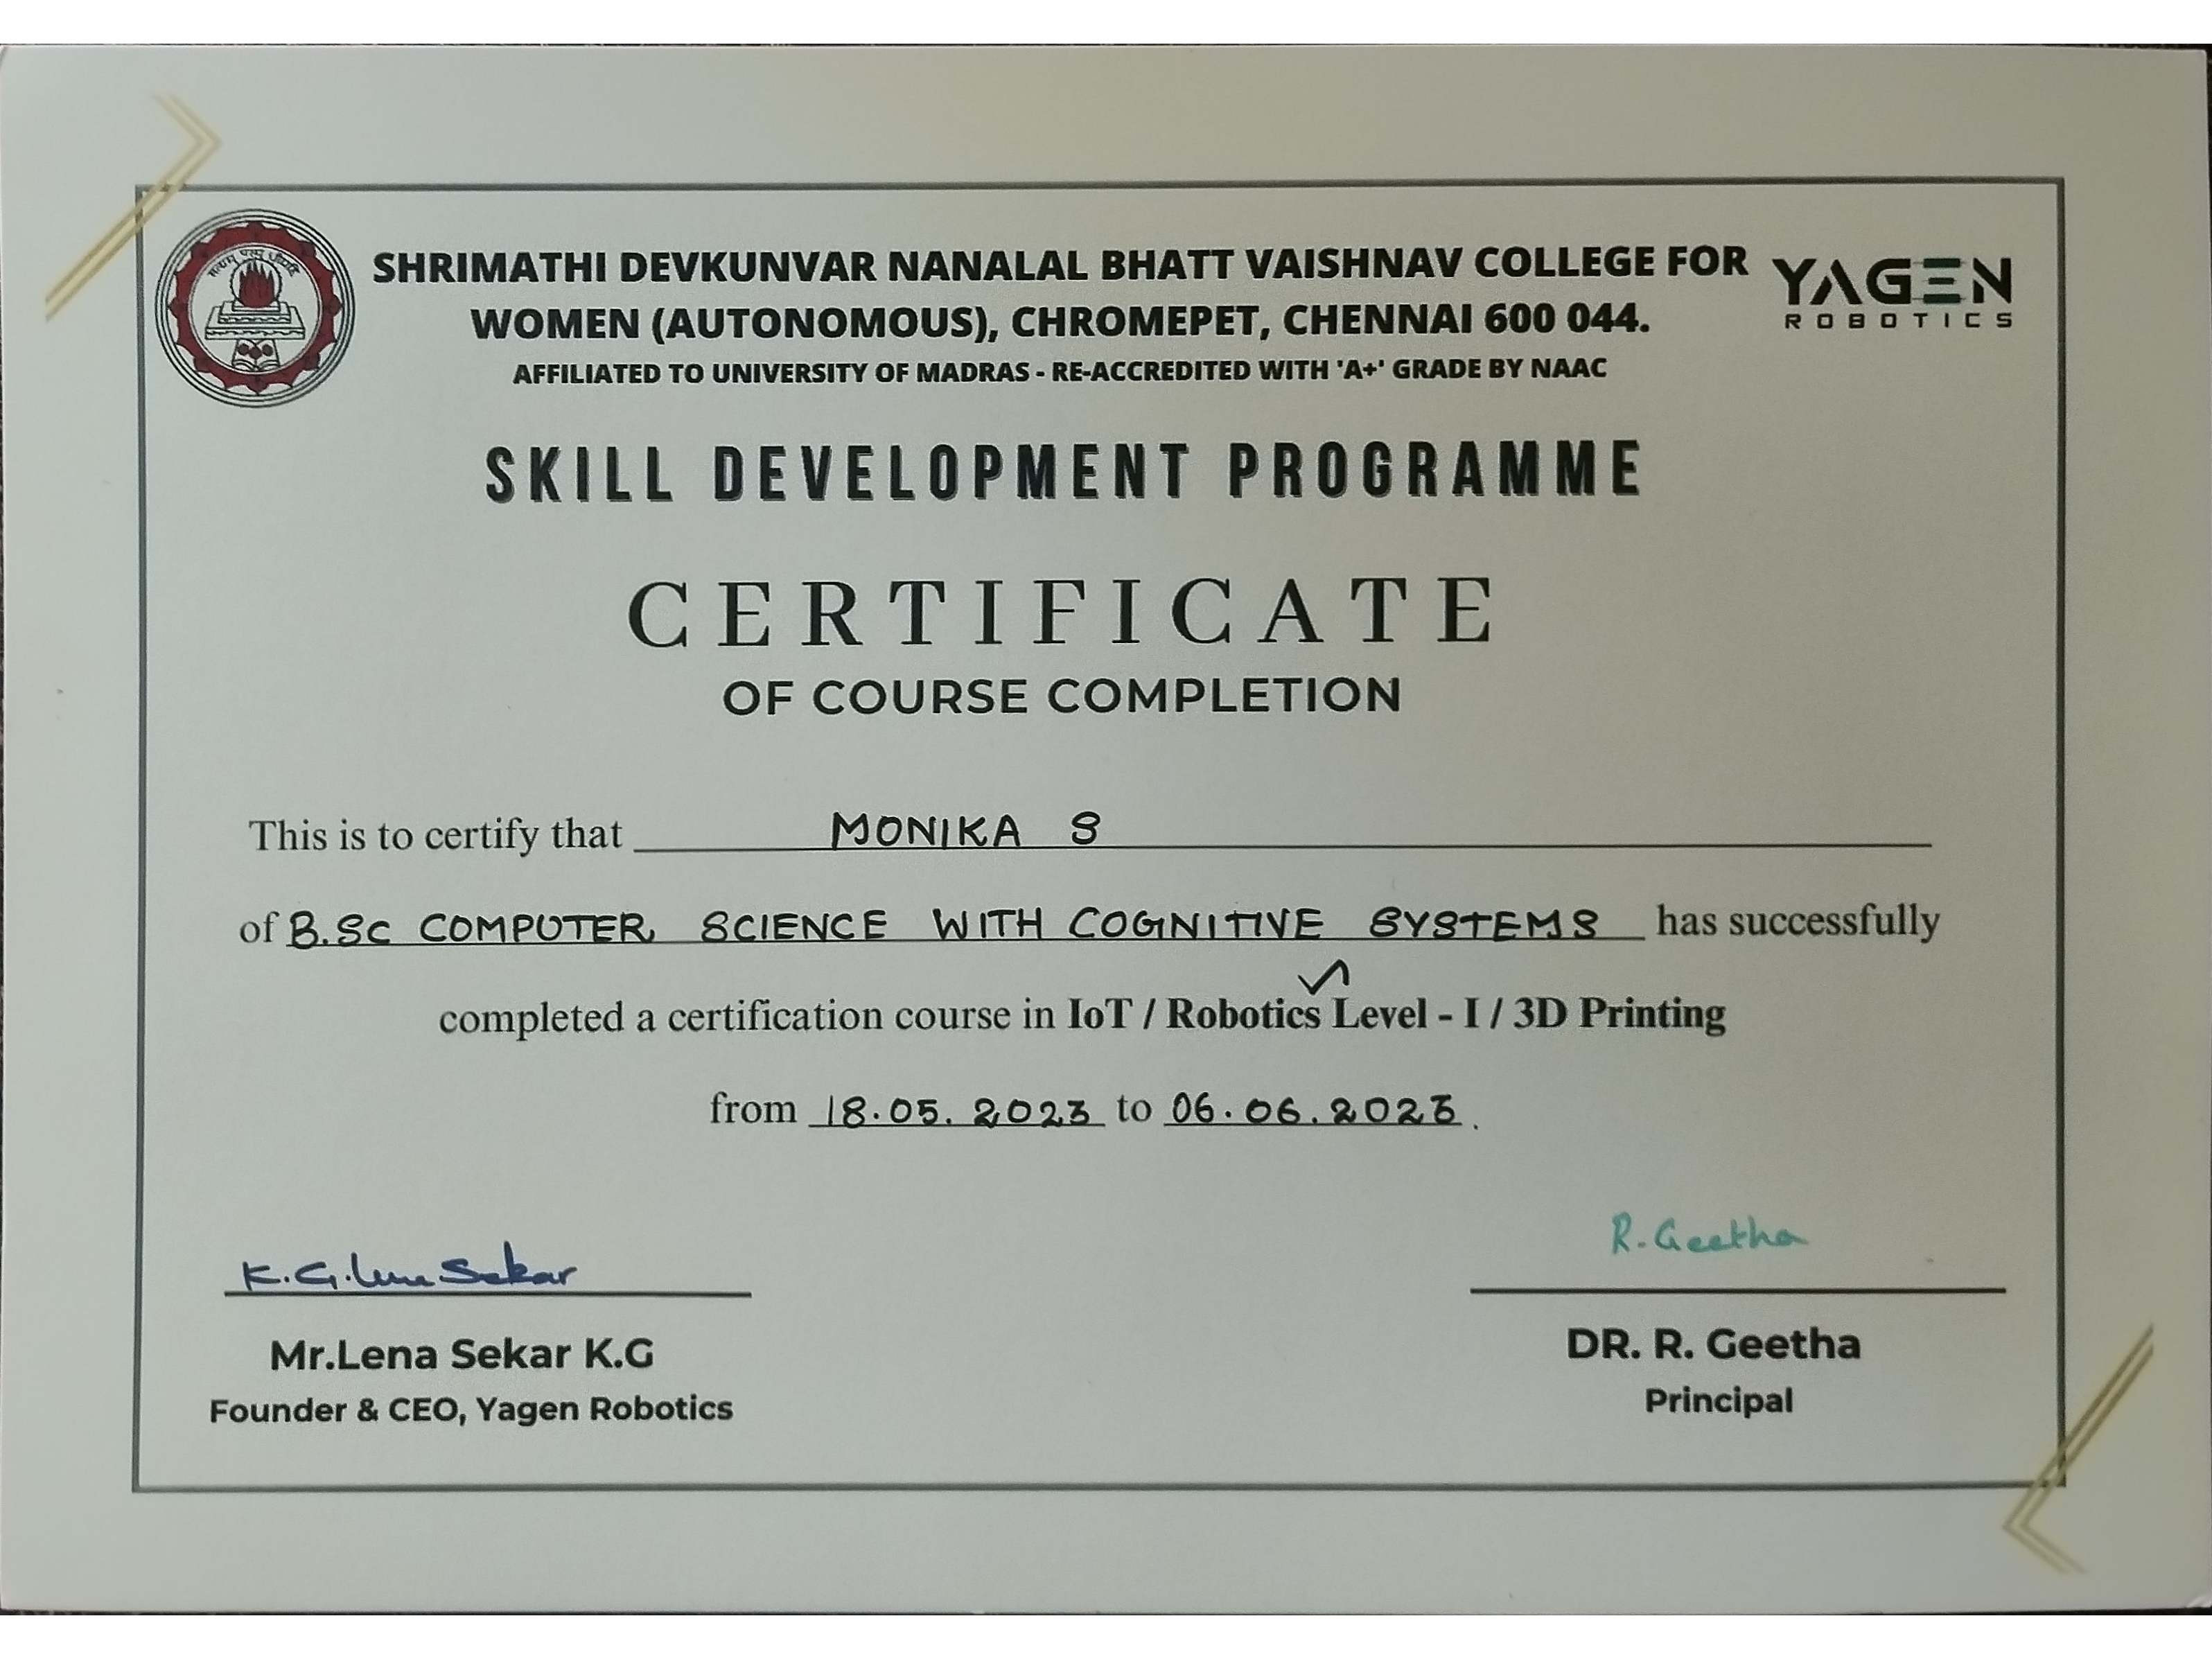 SHRIMATHI DEVKUNVAR NANALAL BHATT VAISHNAV COLLEGE FOR
WOMEN (AUTONOMOUS), CHROMEPET, CHENNAI 600 044.
AFFILIATED TO UNIVERSITY OF MADRAS - RE-ACCREDITED WITH 'A+' GRADE BY NAAC
YAGEN
ROBOTICS
SKILL DEVELOPMENT PROGRAMME
CERTIFICATE
OF COURSE COMPLETION
This is to certify that MONIKA S
of B.Sc COMPUTER SCIENCE WITH COGNITIVE SYSTEMS has successfully
completed a certification course in IoT / Robotics Level - I / 3D Printing
from 18.05.2023 to 06.06.2023.
K.G.Lena Sekar
R.Geetha
Mr.Lena Sekar K.G
Founder & CEO, Yagen Robotics
DR. R. Geetha
Principal